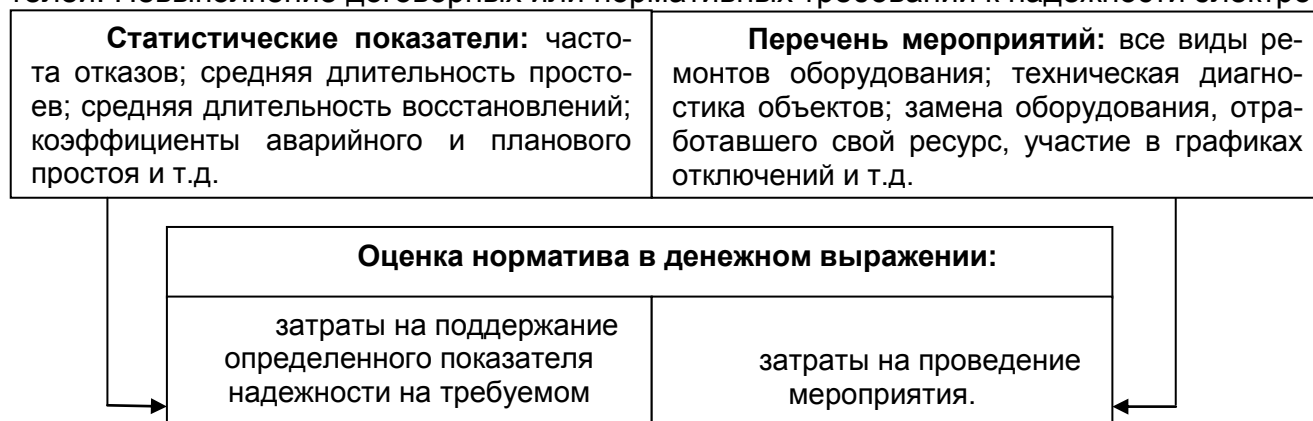 Статистические показатели: часто-
та отказов; средняя длительность просто-
ев; средняя длительность восстановлений;
коэффициенты аварийного и планового
простоя и т.д.
Перечень мероприятий: все виды ре-
монтов оборудования; техническая диагно-
стика объектов; замена оборудования, отра-
ботавшего свой ресурс, участие в графиках
отключений и т.д.
Оценка норматива в денежном выражении:
затраты на поддержание
определенного показателя
надежности на требуемом
затраты на проведение
мероприятия.